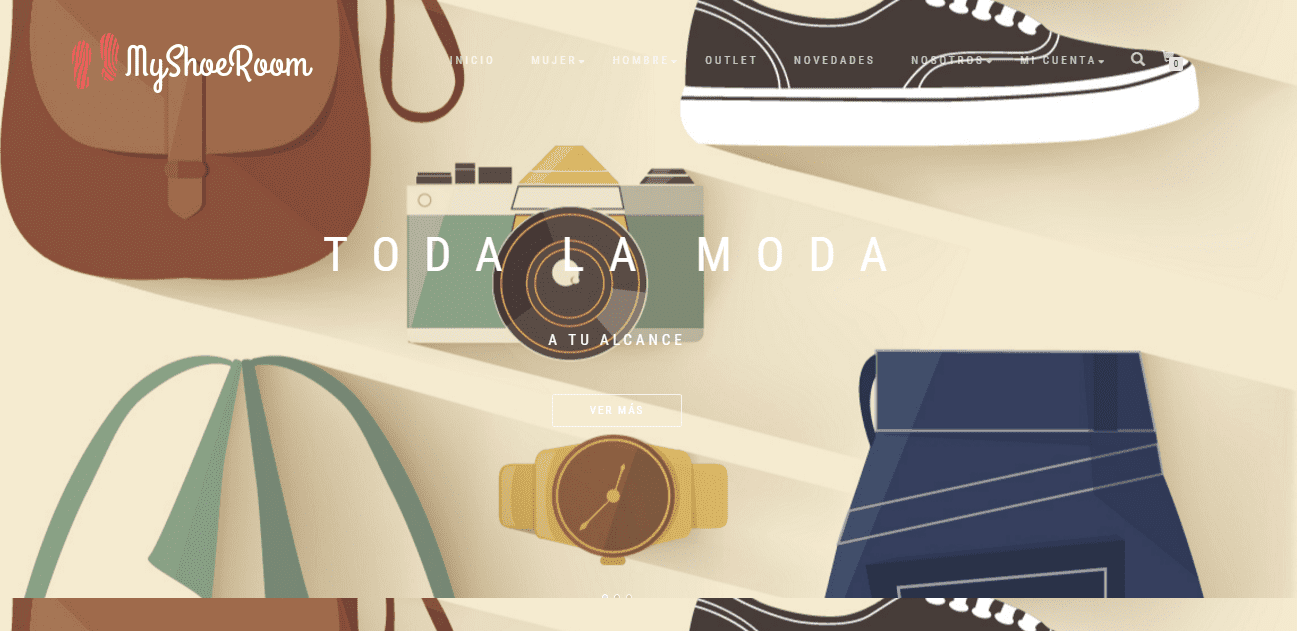 MyShoeRoom
INICIO MUJER HOMBRE OUTLET NOVEDADES NOSOTROS MI CUENTA 0
TODA LA MODA
A TU ALCANCE
VER MÁS